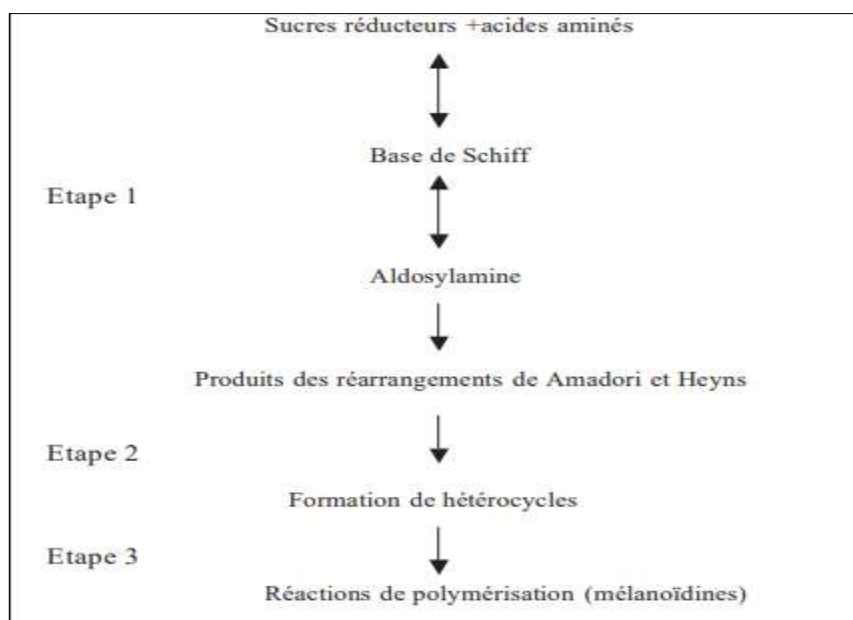 Sucres réducteurs +acides aminés
Base de Schiff
Etape 1
Aldosylamine
Produits des réarrangements de Amadori et Heyns
Etape 2
Formation de hétérocycles
Etape 3
Réactions de polymérisation (mélanoïdines)